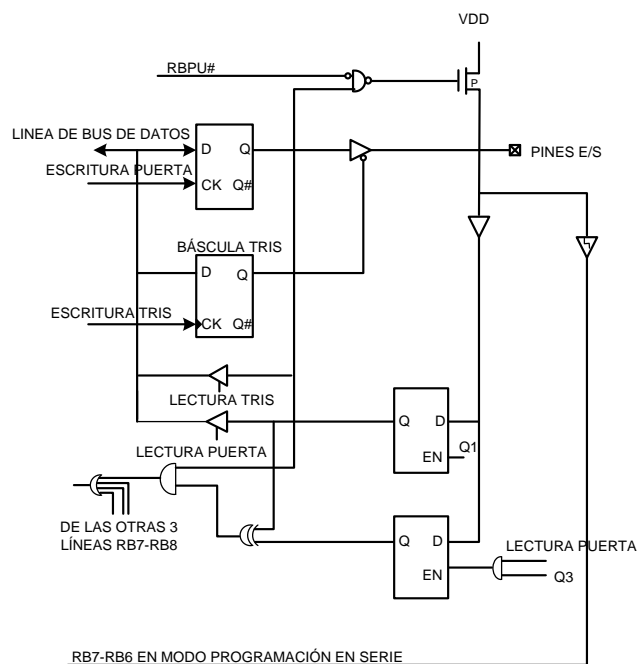 VDD
RBPU#
P
LINEA DE BUS DE DATOS
D
Q
PINES E/S
ESCRITURA PUERTA
CK
Q#
BÁSCULA TRIS
D
Q
ESCRITURA TRIS
CK
Q#
LECTURA TRIS
Q
D
LECTURA PUERTA
EN
Q1
DE LAS OTRAS 3
LÍNEAS RB7-RB8
Q
D
LECTURA PUERTA
EN
Q3
RB7-RB6 EN MODO PROGRAMACIÓN EN SERIE